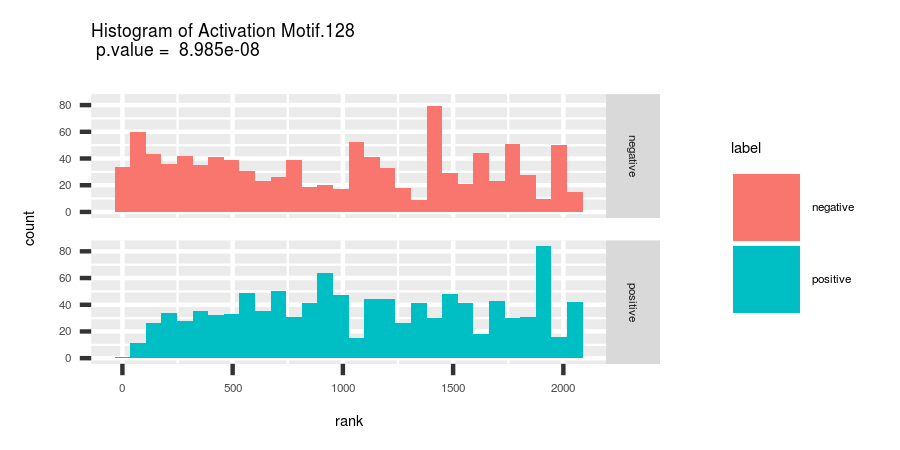 Histogram of Activation Motif.128
p.value = 8.985e-08
count
80
60
40
20
0
negative
80
60
40
20
0
positive
0 500 1000 1500 2000
rank
label
negative
positive